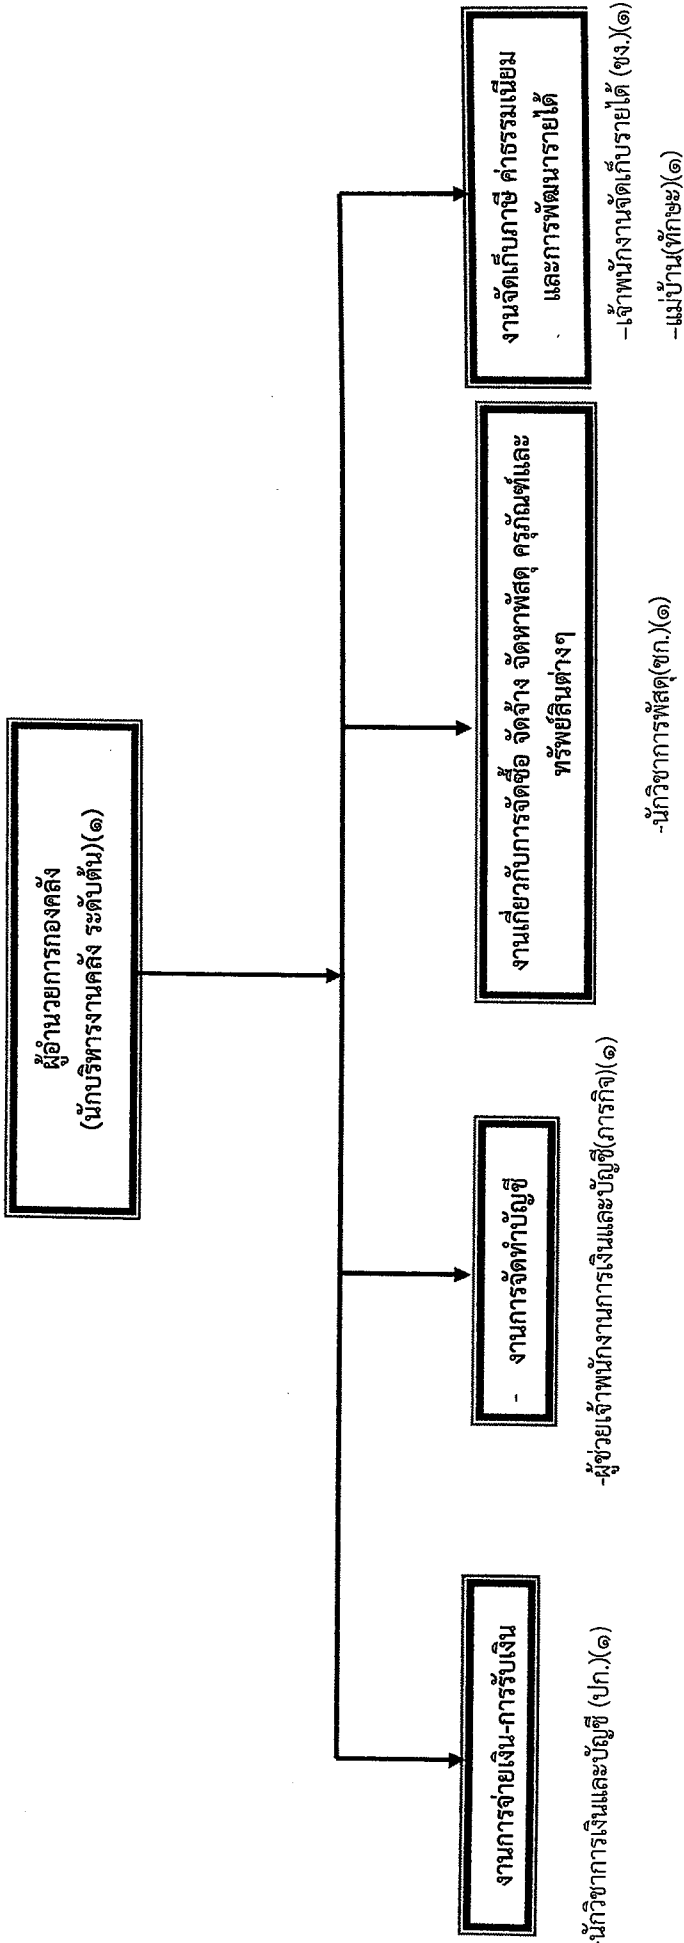 ผู้อำนวยการกองคลัง
(นักบริหารงานคลัง ระดับต้น)(๑)
งานการจ่ายเงิน-การรับเงิน
-นักวิชาการเงินและบัญชี (ปก.)(๑)
- งานการจัดทำบัญชี
-ผู้ช่วยเจ้าพนักงานการเงินและบัญชี(ภารกิจ)(๑)
งานเกี่ยวกับการจัดซื้อ จัดจ้าง จัดหาพัสดุ ครุภัณฑ์และ
ทรัพย์สินต่างๆ
-นักวิชาการพัสดุ(ชก.)(๑)
งานจัดเก็บภาษี ค่าธรรมเนียม
และการพัฒนารายได้
-เจ้าพนักงานจัดเก็บรายได้ (ชง.)(๑)
-แม่บ้าน(ทักษะ)(๑)